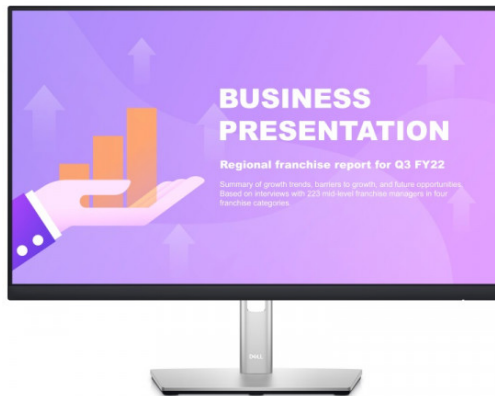 BUSINESS
PRESENTATION
Regional franchise report for Q3 FY22
Summary of growth trends, barriers to growth, and future opportunities.
Based on interviews with 223 mid-level franchise managers in four
franchise categories
DELL